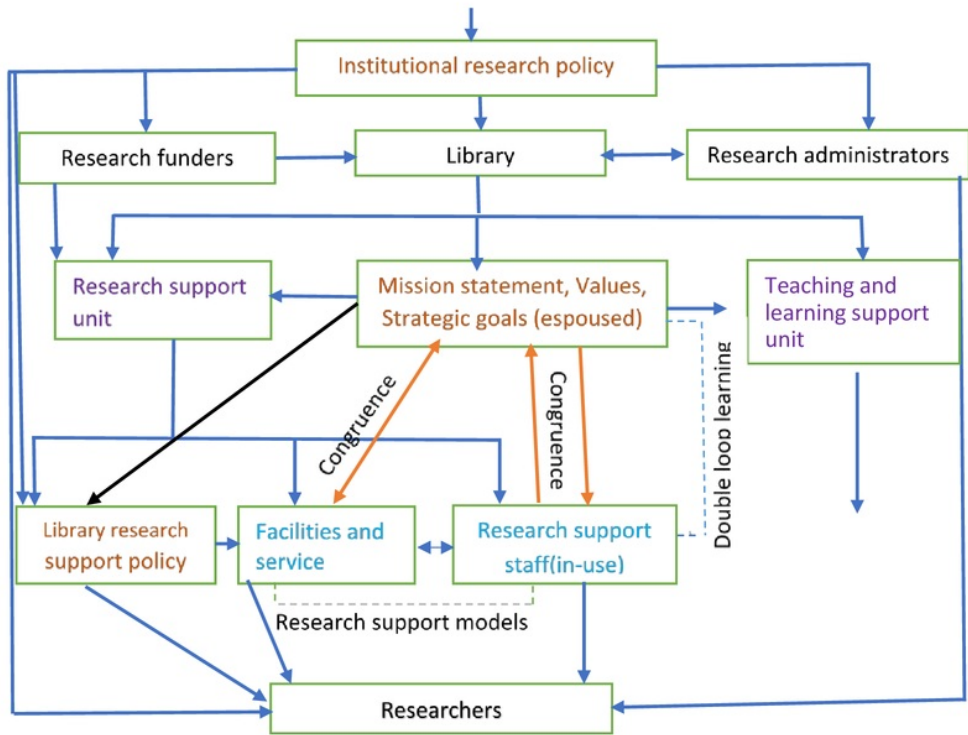 Institutional research policy
Research funders
Library
Research administrators
Research support
unit
Mission statement, Values,
Strategic goals (espoused)
Teaching and
learning support
unit
Congruence
Congruence
Double loop learning
Library research
support policy
Facilities and
service
Research support
staff(in-use)
Research support models
Researchers